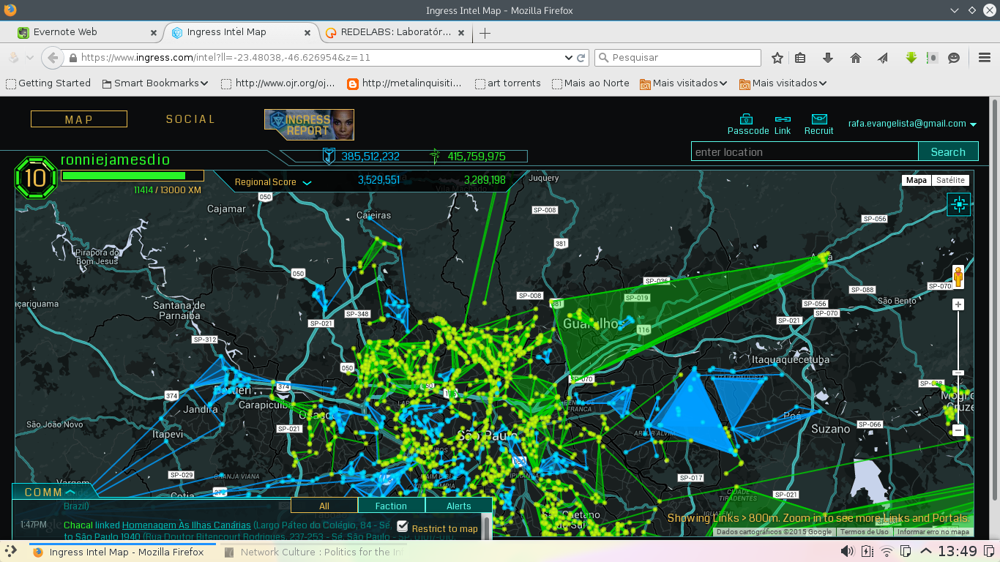 Ingress Intel Map - Mozilla Firefox
Evernote Web
Ingress Intel Map
REDELABS: Laboratór...
https://www.ingress.com/intel?ll=-23.48038,-46.626954&z=11
Pesquisar
Getting Started
Smart Bookmarks
http://www.ojr.org/oj...
http://metalinquisiti...
art torrents
Mais ao Norte
Mais visitados
Mais visitados
MAP
SOCIAL
INGRESS
REPORT
Passcode
Link
Recruit
rafa.evangelista@gmail.com
enter location
Search
10
ronniejamesdio
385,512,232
415,759,975
11414 / 13000 XM
Regional Score
3,529,551
3,289,198
Juquery
Mapa
Satélite
050
Cajamar
Caieiras
SP-008
SP-056
381
Pirapora do
Bom Jesus
050
SP-036
SP-070
SP-088
São Bento
SP-008
381
SP-019
SP-056
SP-070
SP-021
Santana de
Parnaíba
SP-348
SP-021
Guarulhos
116
SP-312
Itaquaquecetuba
050
SP-070
374
374
Barueri
Carapicuíba
Jandira
PENHA DE
FRANCA
São João Novo
SP-021
Itapevi
São Paulo
ARTUR ALVIM
Poá
Suzano
SP-066
SP-029
GRANJA VIANA
IPIRANGA
SP-017
CIDADE
TIRADENTES
SP-021
Cotia
COMM
All
Faction
Alerts
Brazil)
1:47PM
Chacal linked Homenagem Às Ilhas Canárias (Largo Páteo do Colégio, 84 - Sé,
Restrict to map
to São Paulo 1940 (Rua Doutor Bitencourt Rodrigues, 237-253 - Sé, São Paulo - SP,
Showing Links > 800m. Zoom in to see more Links and Portals.
Dados cartográficos ©2015 Google
Termos de Uso
Informar erro no mapa
Ingress Intel Map - Mozilla Firefox
Network Culture : Politics for the In
13:49